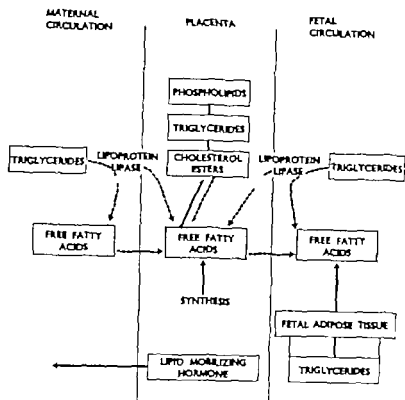 MATERNAL
CIRCULATION
PLACENTA
FETAL
CIRCULATION
PHOSPHOLIPIDS
TRIGLYCERIDES
CHOLESTEROL
ESTERS
TRIGLYCERIDES
LIPOPROTEIN
LIPASE
LIPOPROTEIN
LIPASE
TRIGLYCERIDES
FREE FATTY
ACIDS
FREE FATTY
ACIDS
FREE FATTY
ACIDS
SYNTHESIS
FETAL ADIPOSE TISSUE
TRIGLYCERIDES
LIPID MOBILIZING
HORMONE